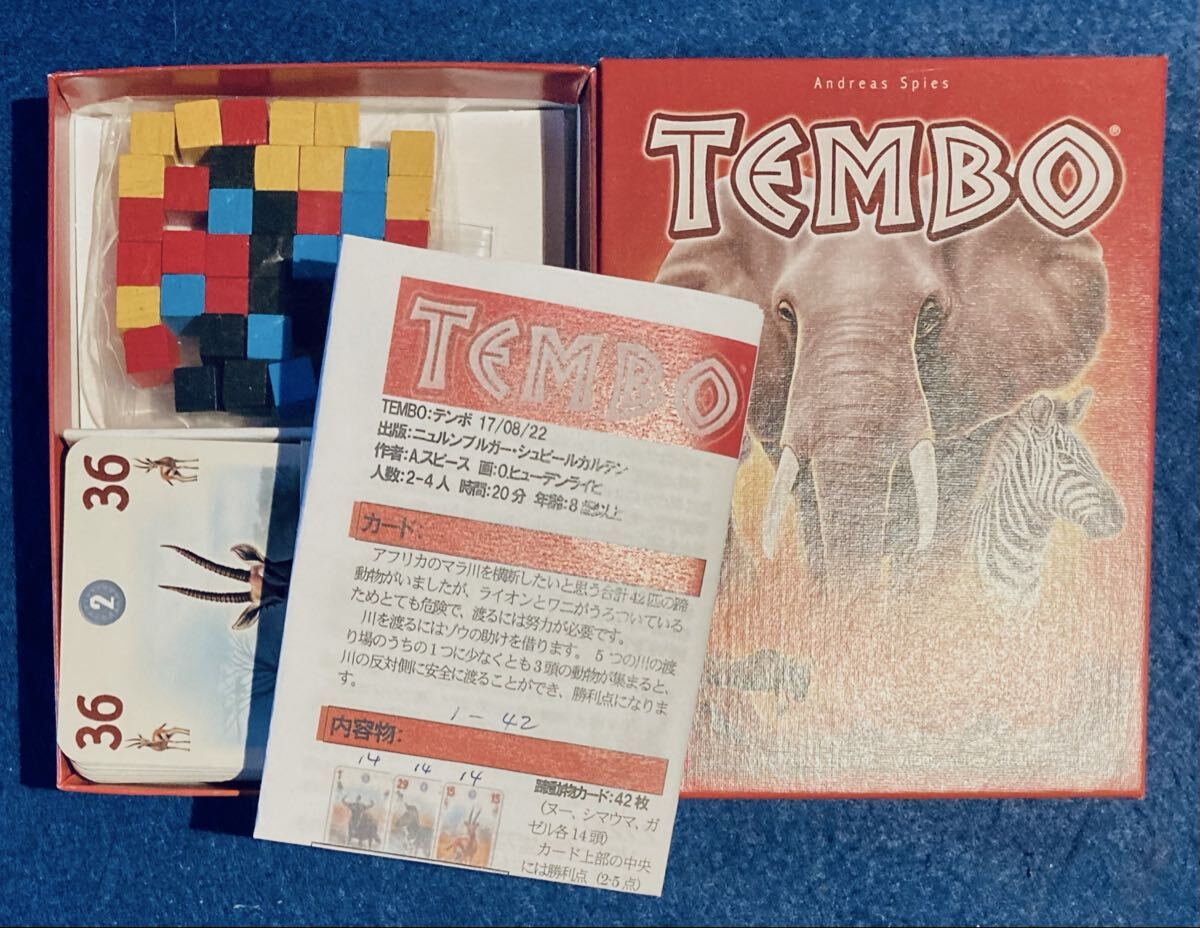 Andreas Spies
TEMBO®
36
2
36
TEMBO
TEMBO:テンボ 17/08/22
出版:ニュルンブルガー・シュピールカルテン
作者:A.スピース 画:O.ヒューデンライヒ
人数:2-4人 時間:20分 年齢:8歳以上
カード:
アフリカのマラ川を横断したいと思う合計42匹の蹄
動物がいましたが、ライオンとワニがうろついている
ためとても危険で、渡るには努力が必要です。
川を渡るにはゾウの助けを借ります。5つの川の渡
り場のうちの1つに少なくとも3頭の動物が集まると、
川の反対側に安全に渡ることができ、勝利点になりま
す。
1-42
内容物:
14 14 14
1 29 15 15
蹄動物カード:42枚
(ヌー、シマウマ、ガ
ゼル各14頭)
カード上部の中央
には勝利点(2-5点)